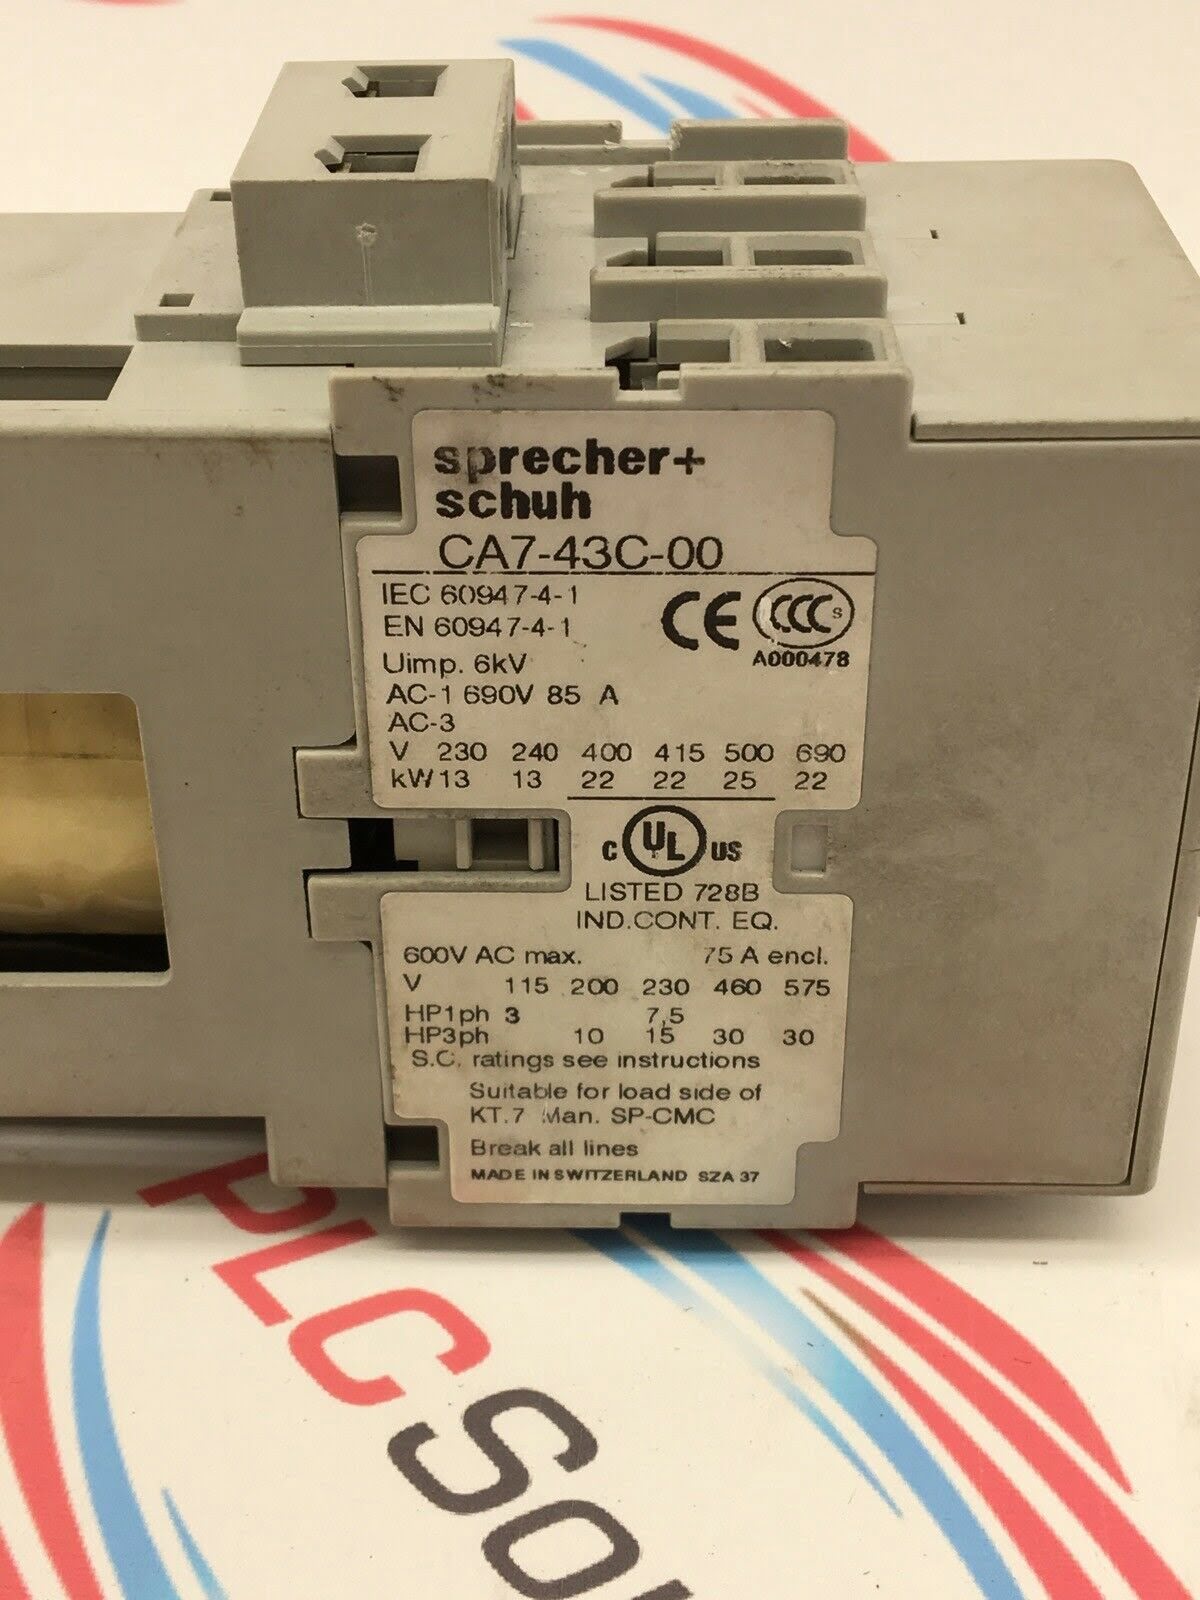 sprecher+
schuh
CA7-43C-00
IEC 60947-4-1
EN 60947-4-1
CE CCC S
A000478
Uimp. 6kV
AC-1 690V 85 A
AC-3
V 230 240 400 415 500 690
kW 13 13 22 22 25 22
C UL US
LISTED 728B
IND.CONT. EQ.
600V AC max. 75 A encl.
V 115 200 230 460 575
HP1ph 3 7,5
HP3ph 10 15 30 30
S.C. ratings see instructions
Suitable for load side of
KT.7 Man. SP-CMC
Break all lines
MADE IN SWITZERLAND SZA 37
PLC